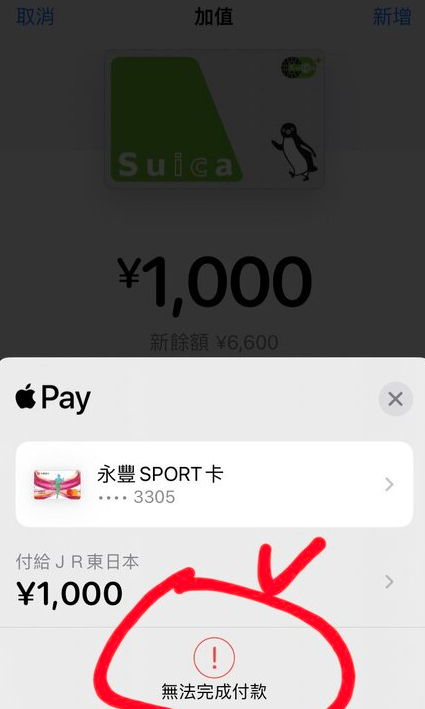 取消 加值 新增
Suica
¥1,000
新餘額 ¥6,600
Pay
永豐 SPORT 卡
•••• 3305
付給 J R 東日本
¥1,000
無法完成付款